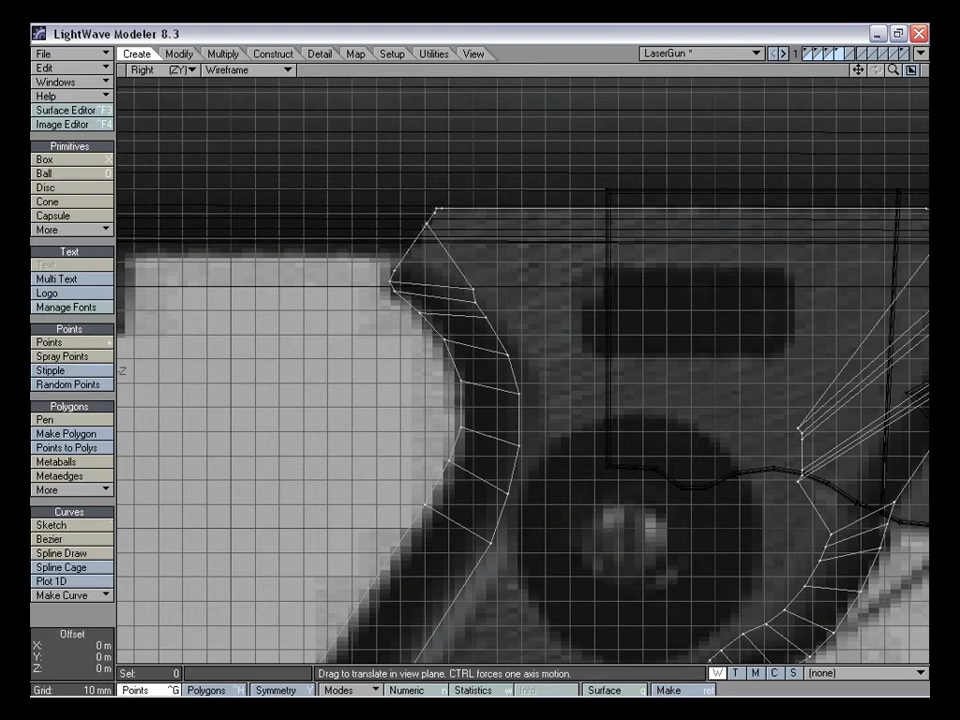 LightWave Modeler 8.3
File Create Modify Multiply Construct Detail Map Setup Utilities View LaserGun * 1
Edit Right (ZY) Wireframe
Windows
Help
Surface Editor F3
Image Editor ^F4
Primitives
Box X
Ball O
Disc
Cone
Capsule
More
Text
Multi Text
Logo
Manage Fonts
Points
Points +
Spray Points
Stipple
Random Points
Polygons
Pen
Make Polygon
Points to Polys
Metaballs
Metaedges
More
Curves
Sketch
Bezier
Spline Draw
Spline Cage
Plot 1D
Make Curve
-Z
Offset
X: 0 m
Y: 0 m
Z: 0 m
Sel: 0 Drag to translate in view plane. CTRL forces one axis motion. W T M C S (none)
Grid: 10 mm Points ^G Polygons ^H Symmetry Y Modes Numeric n Statistics w Info Surface q Make rel